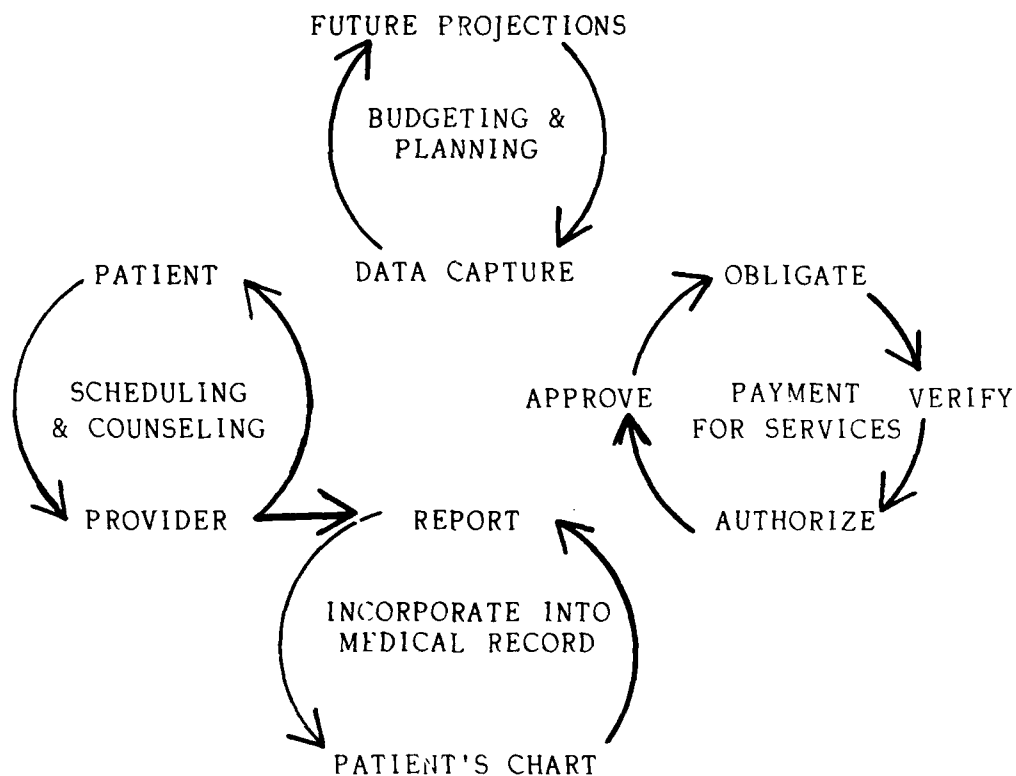 FUTURE PROJECTIONS
BUDGETING &
PLANNING
DATA CAPTURE
PATIENT
SCHEDULING
& COUNSELING
PROVIDER
OBLIGATE
APPROVE
PAYMENT
FOR SERVICES
VERIFY
AUTHORIZE
REPORT
INCORPORATE INTO
MEDICAL RECORD
PATIENT'S CHART